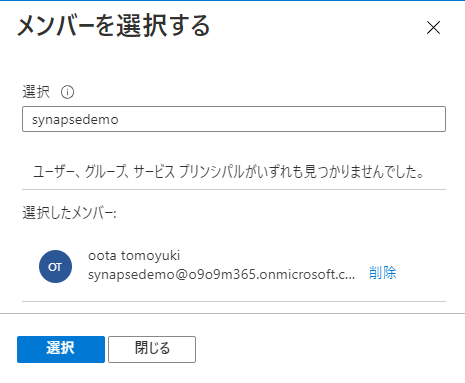 メンバーを選択する
選択
synapsedemo
ユーザー、グループ、サービス プリンシパルがいずれも見つかりませんでした。
選択したメンバー:
OT
oota tomoyuki
synapsedemo@o9o9m365.onmicrosoft.c...
削除
選択
閉じる